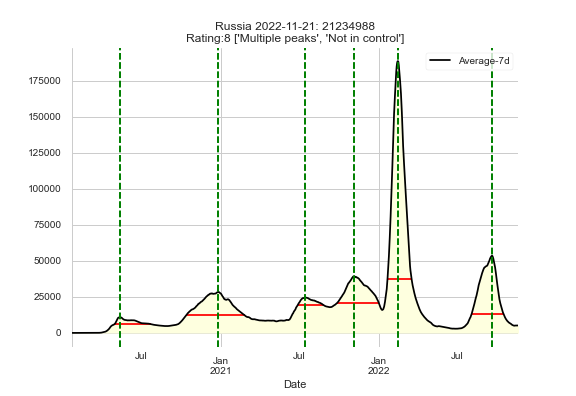 Russia 2022-11-21: 21234988
Rating:8 ['Multiple peaks', 'Not in control']
Average-7d
175000
150000
125000
100000
75000
50000
25000
0
Jul
Jan
2021
Jul
Jan
2022
Jul
Date